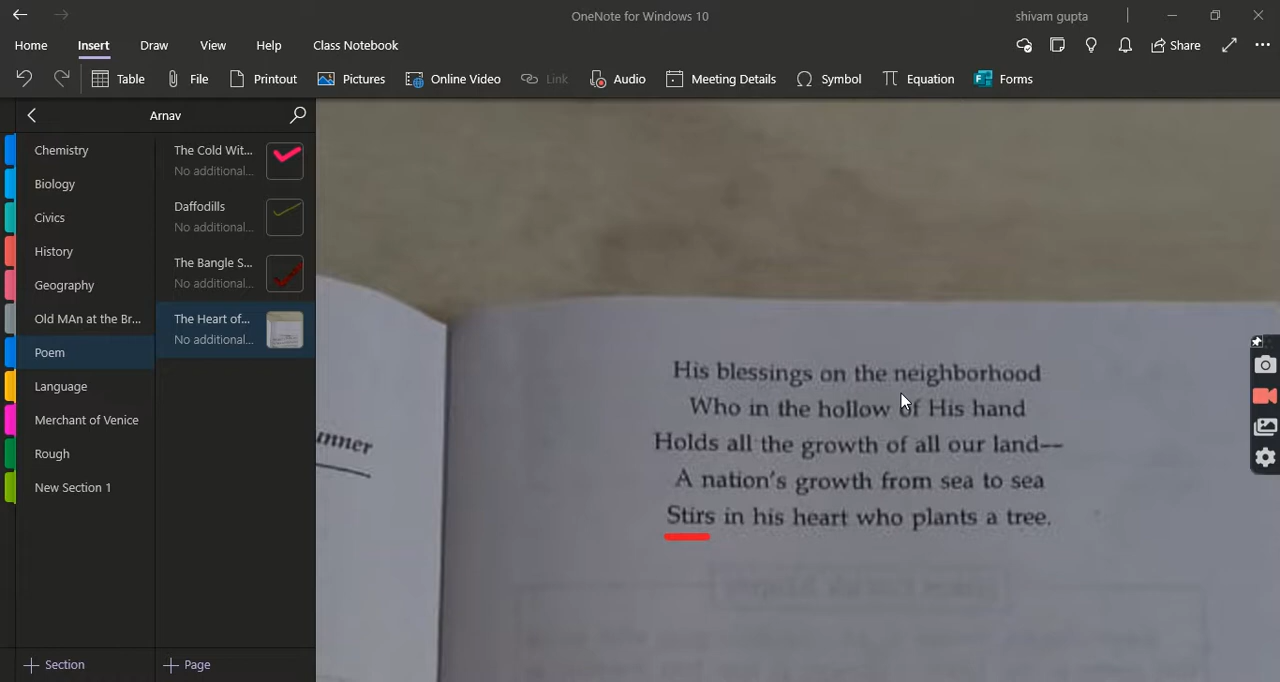 OneNote for Windows 10
shivam gupta
Home Insert Draw View Help Class Notebook
Share
Table File Printout Pictures Online Video Link Audio Meeting Details Symbol Equation Forms
Arnav
Chemistry
Biology
Civics
History
Geography
Old MAn at the Br...
Poem
Language
Merchant of Venice
Rough
New Section 1
The Cold Wit...
No additional...
Daffodills
No additional...
The Bangle S...
No additional...
The Heart of...
No additional...
His blessings on the neighborhood
Who in the hollow of His hand
Holds all the growth of all our land--
A nation's growth from sea to sea
Stirs in his heart who plants a tree.
Section
Page